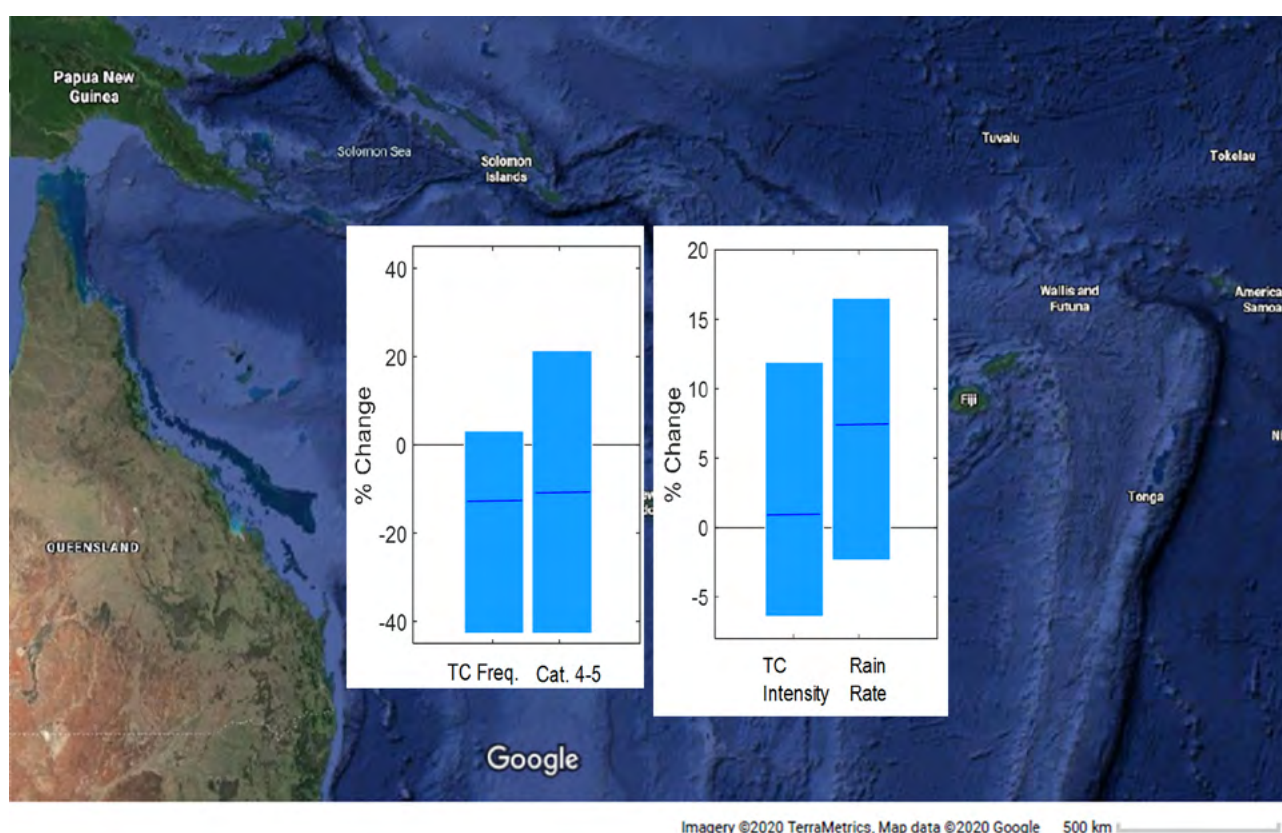 Papua New
Guinea
Solomon Sea
Solomon
Islands
Tuvalu
Tokelau
Wallis and
Futuna
America
Samoa
Fiji
Tonga
QUEENSLAND
% Change
40
20
0
-20
-40
TC Freq.
Cat. 4-5
% Change
20
15
10
5
0
-5
TC
Intensity
Rain
Rate
Google
Imagery ©2020 TerraMetrics, Map data ©2020 Google
500 km